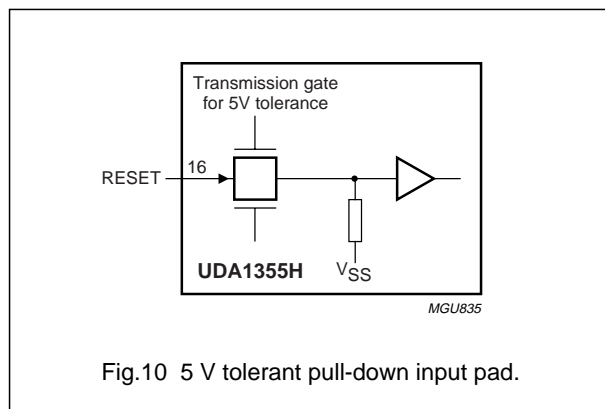 Transmission gate
for 5V tolerance
RESET
16
UDA1355H
VSS
MGU835
Fig.10 5 V tolerant pull-down input pad.